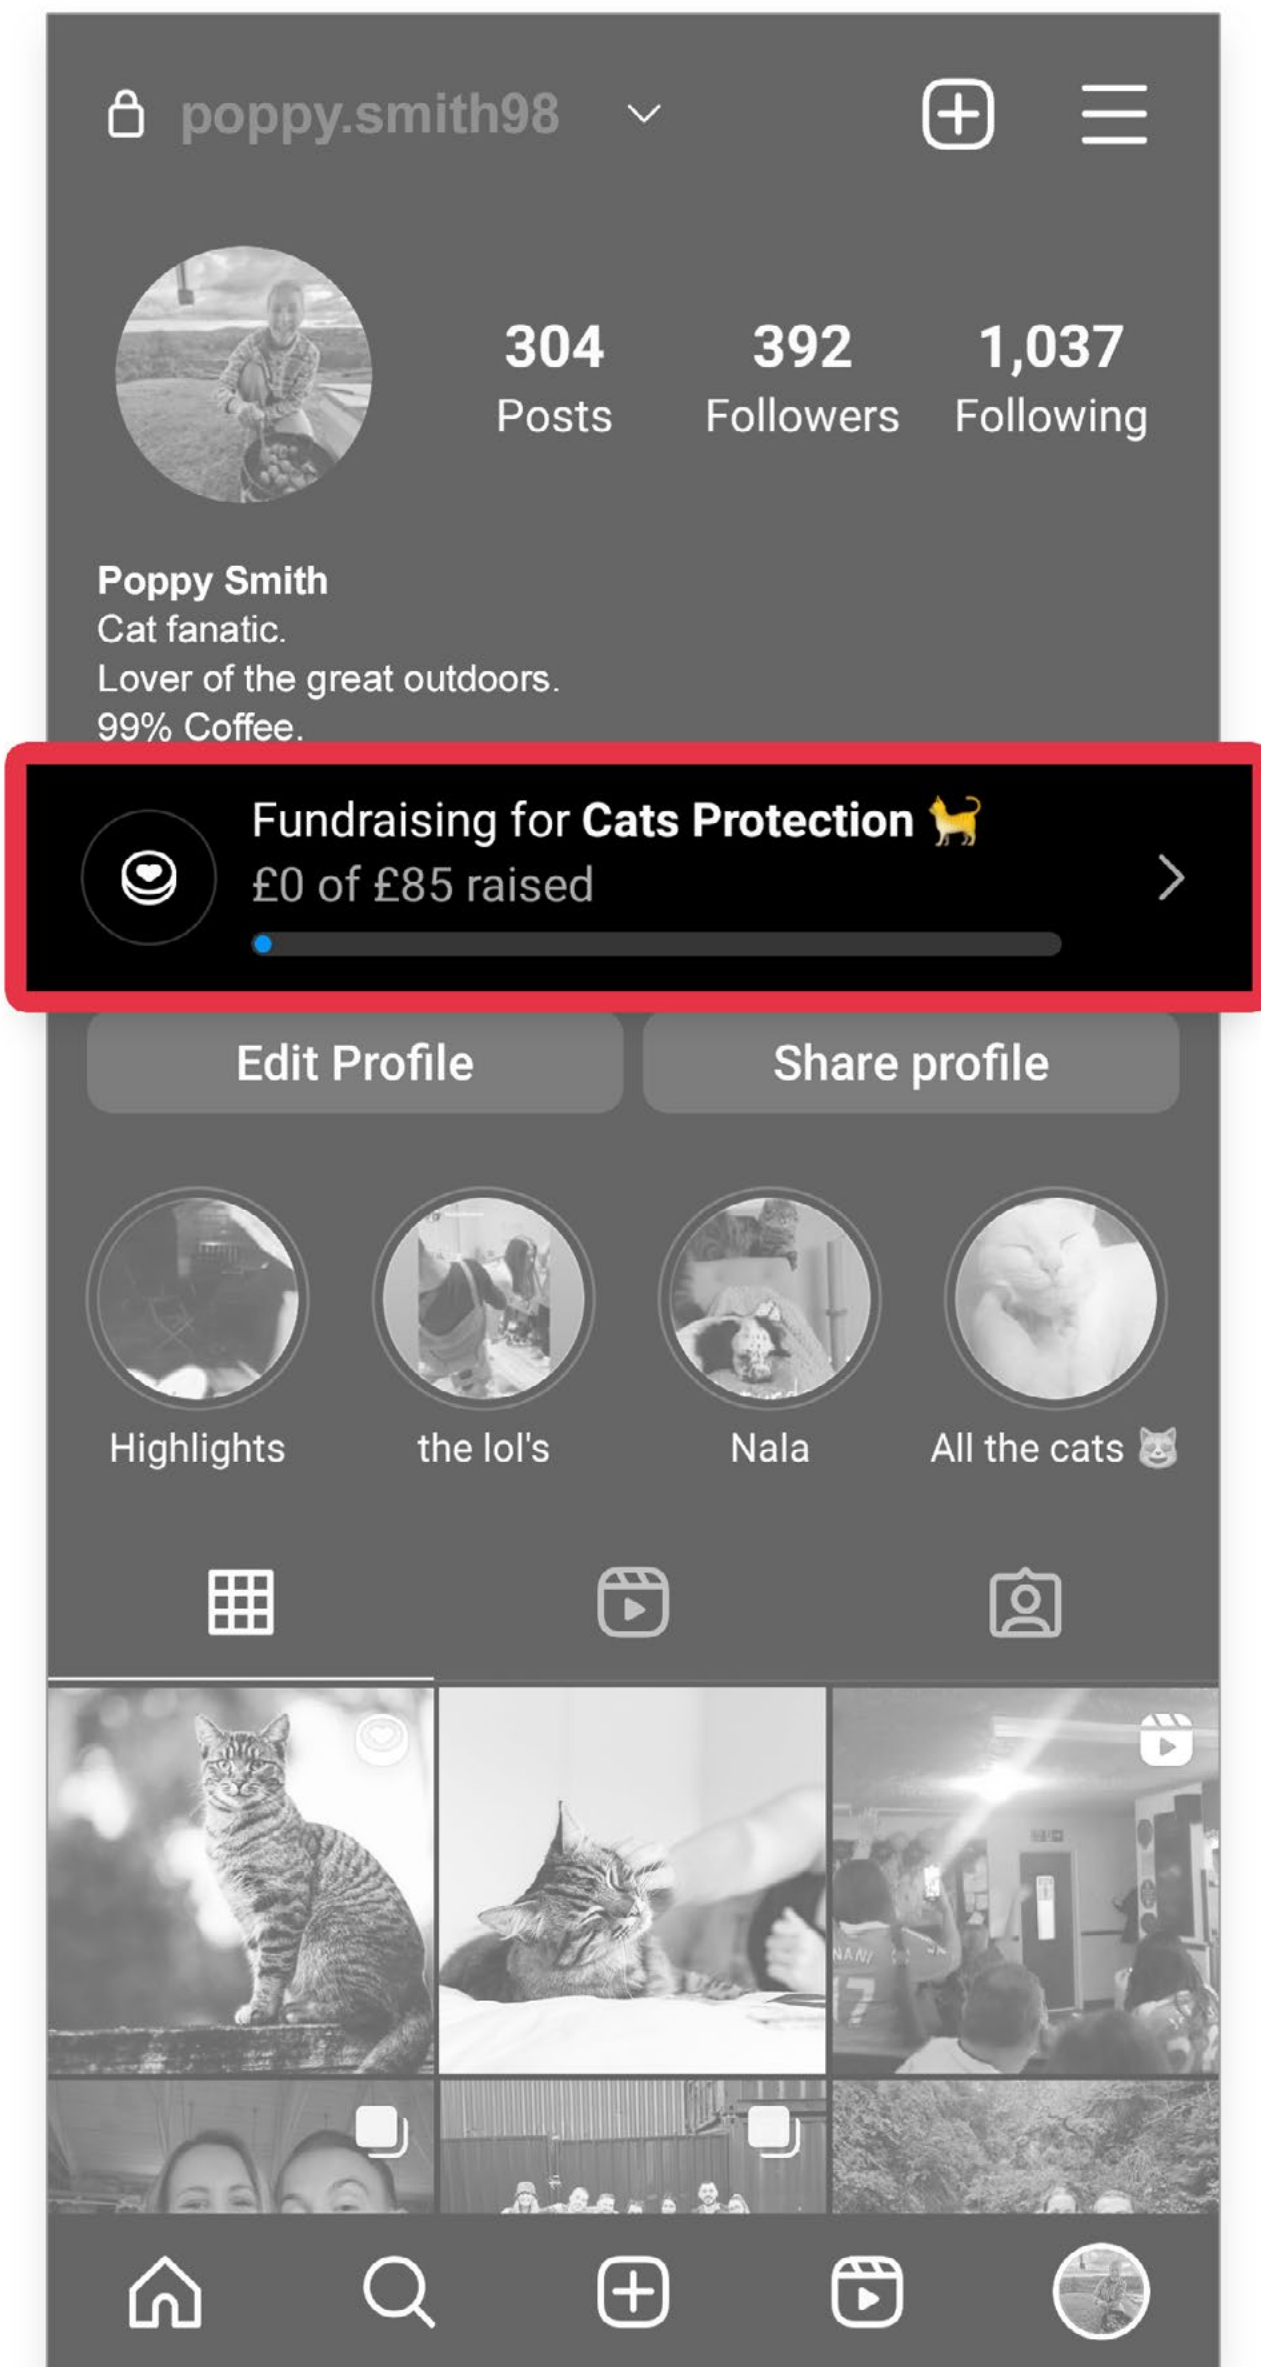 poppy.smith98
304 392 1,037
Posts Followers Following
Poppy Smith
Cat fanatic.
Lover of the great outdoors.
99% Coffee.
Fundraising for Cats Protection 🐈
£0 of £85 raised
Edit Profile Share profile
Highlights the lol's Nala All the cats 😺
NANI
17